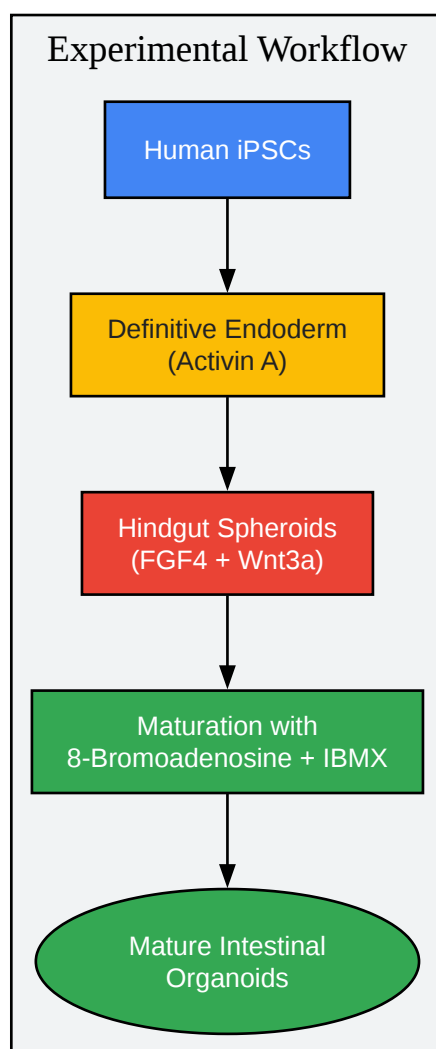 Experimental Workflow
Human iPSCs
Definitive Endoderm
(Activin A)
Hindgut Spheroids
(FGF4 + Wnt3a)
Maturation with
8-Bromoadenosine + IBMX
Mature Intestinal
Organoids